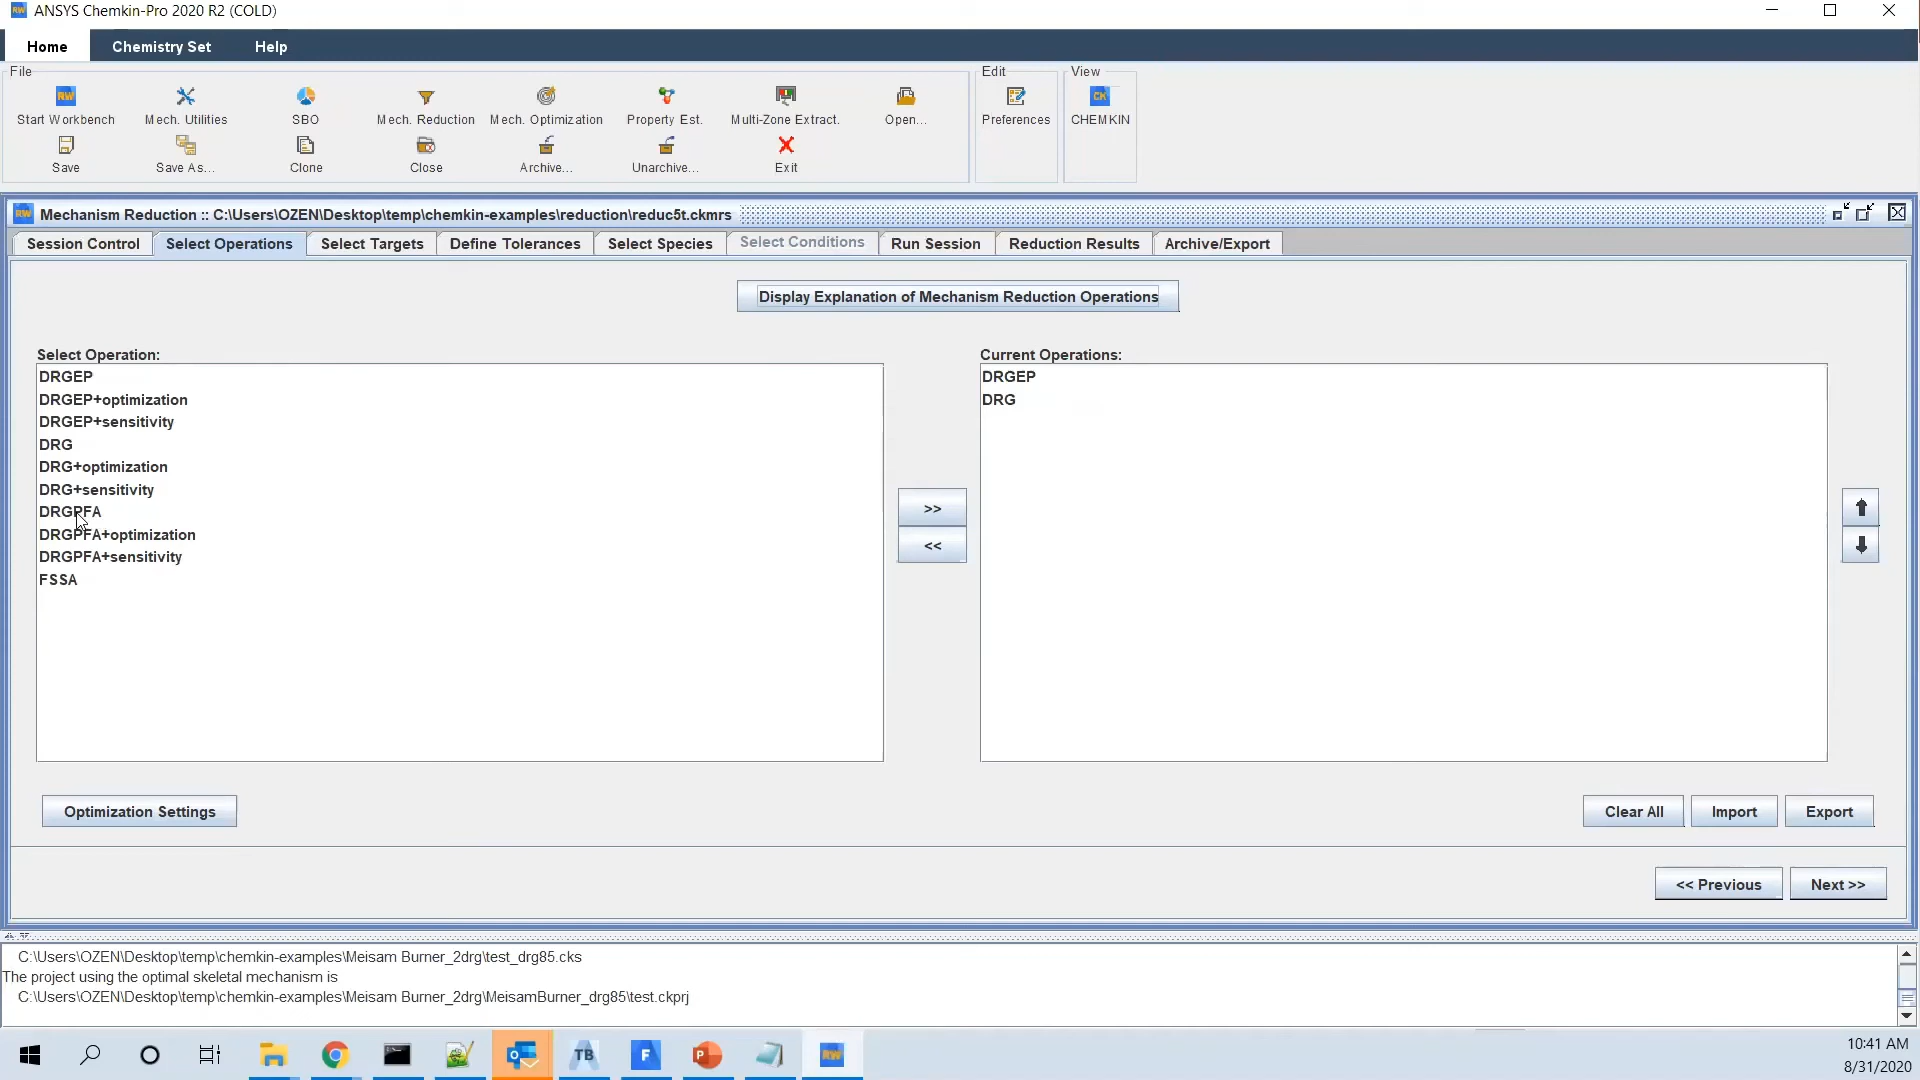 ANSYS Chemkin-Pro 2020 R2 (COLD)
Home Chemistry Set Help
File Edit View
Start Workbench Mech. Utilities SBO Mech. Reduction Mech. Optimization Property Est. Multi-Zone Extract. Open... Preferences CHEMKIN
Save Save As... Clone Close Archive... Unarchive... Exit
Mechanism Reduction :: C:\Users\OZEN\Desktop\temp\chemkin-examples\reduction\reduc5t.ckmrs
Session Control Select Operations Select Targets Define Tolerances Select Species Select Conditions Run Session Reduction Results Archive/Export
Display Explanation of Mechanism Reduction Operations
Select Operation: Current Operations:
DRGEP DRGEP
DRGEP+optimization DRG
DRGEP+sensitivity
DRG
DRG+optimization
DRG+sensitivity
DRGPFA
DRGPFA+optimization
DRGPFA+sensitivity
FSSA
>>
<<
Optimization Settings Clear All Import Export
<< Previous Next >>
C:\Users\OZEN\Desktop\temp\chemkin-examples\Meisam Burner_2drg\test_drg85.cks
The project using the optimal skeletal mechanism is
C:\Users\OZEN\Desktop\temp\chemkin-examples\Meisam Burner_2drg\MeisamBurner_drg85\test.ckprj
10:41 AM
8/31/2020